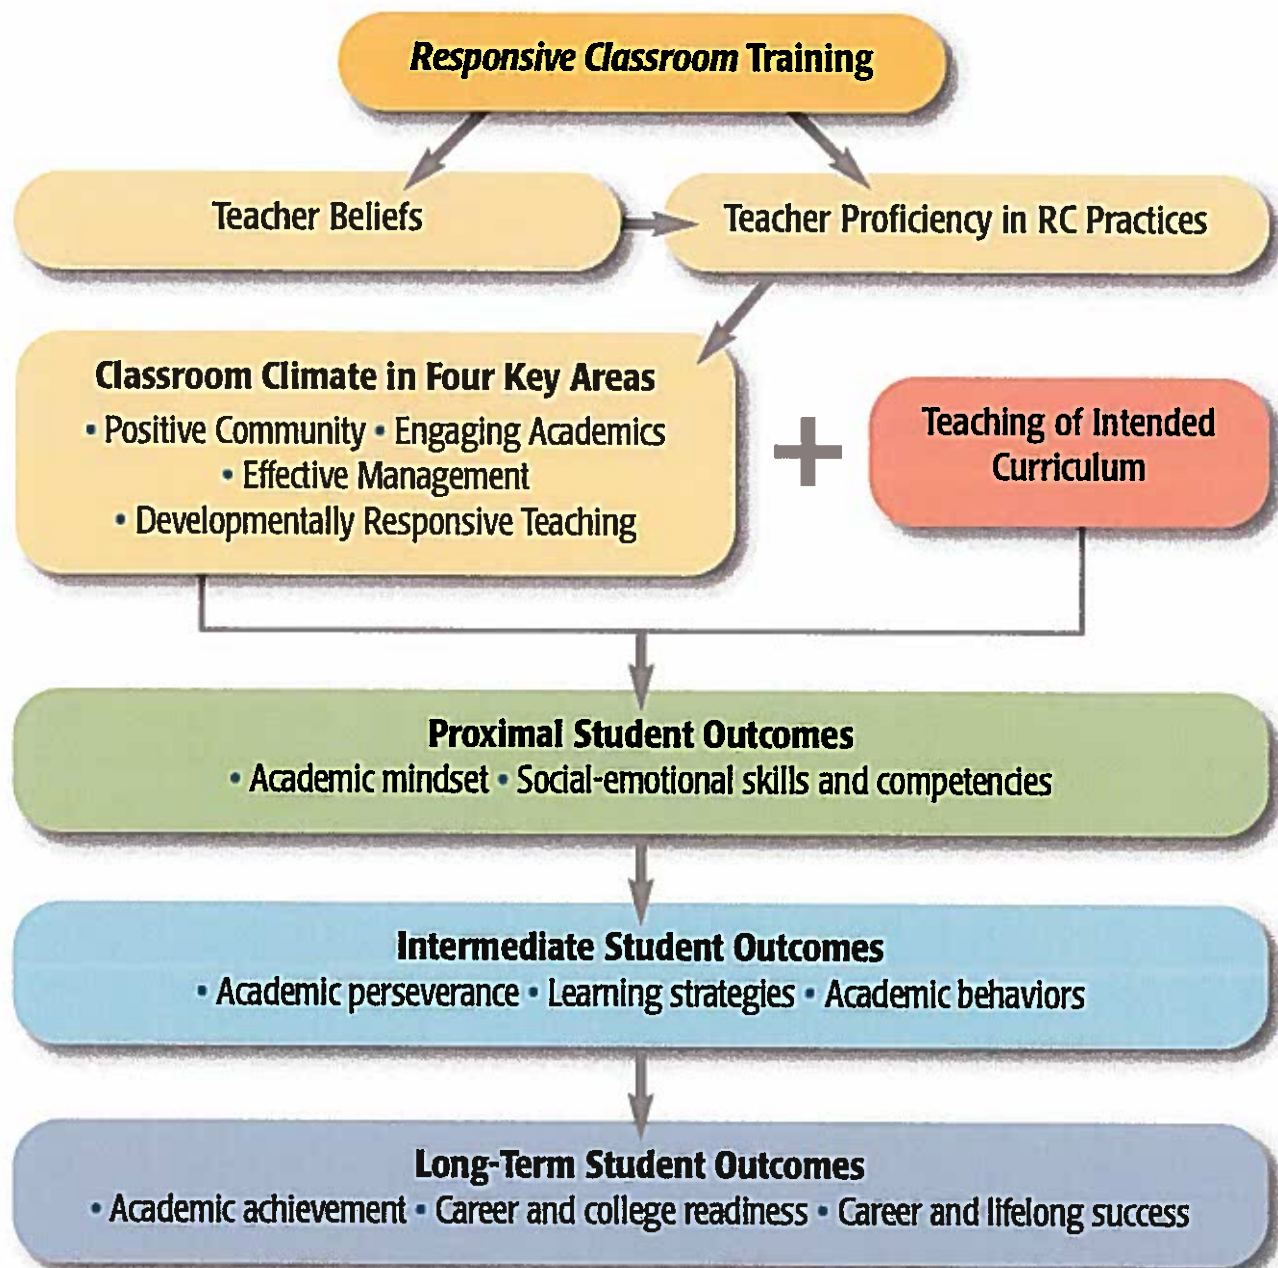 Responsive Classroom Training
Teacher Beliefs
Teacher Proficiency in RC Practices
Classroom Climate in Four Key Areas
• Positive Community • Engaging Academics
• Effective Management
• Developmentally Responsive Teaching
+
Teaching of Intended
Curriculum
Proximal Student Outcomes
• Academic mindset • Social-emotional skills and competencies
Intermediate Student Outcomes
• Academic perseverance • Learning strategies • Academic behaviors
Long-Term Student Outcomes
• Academic achievement • Career and college readiness • Career and lifelong success